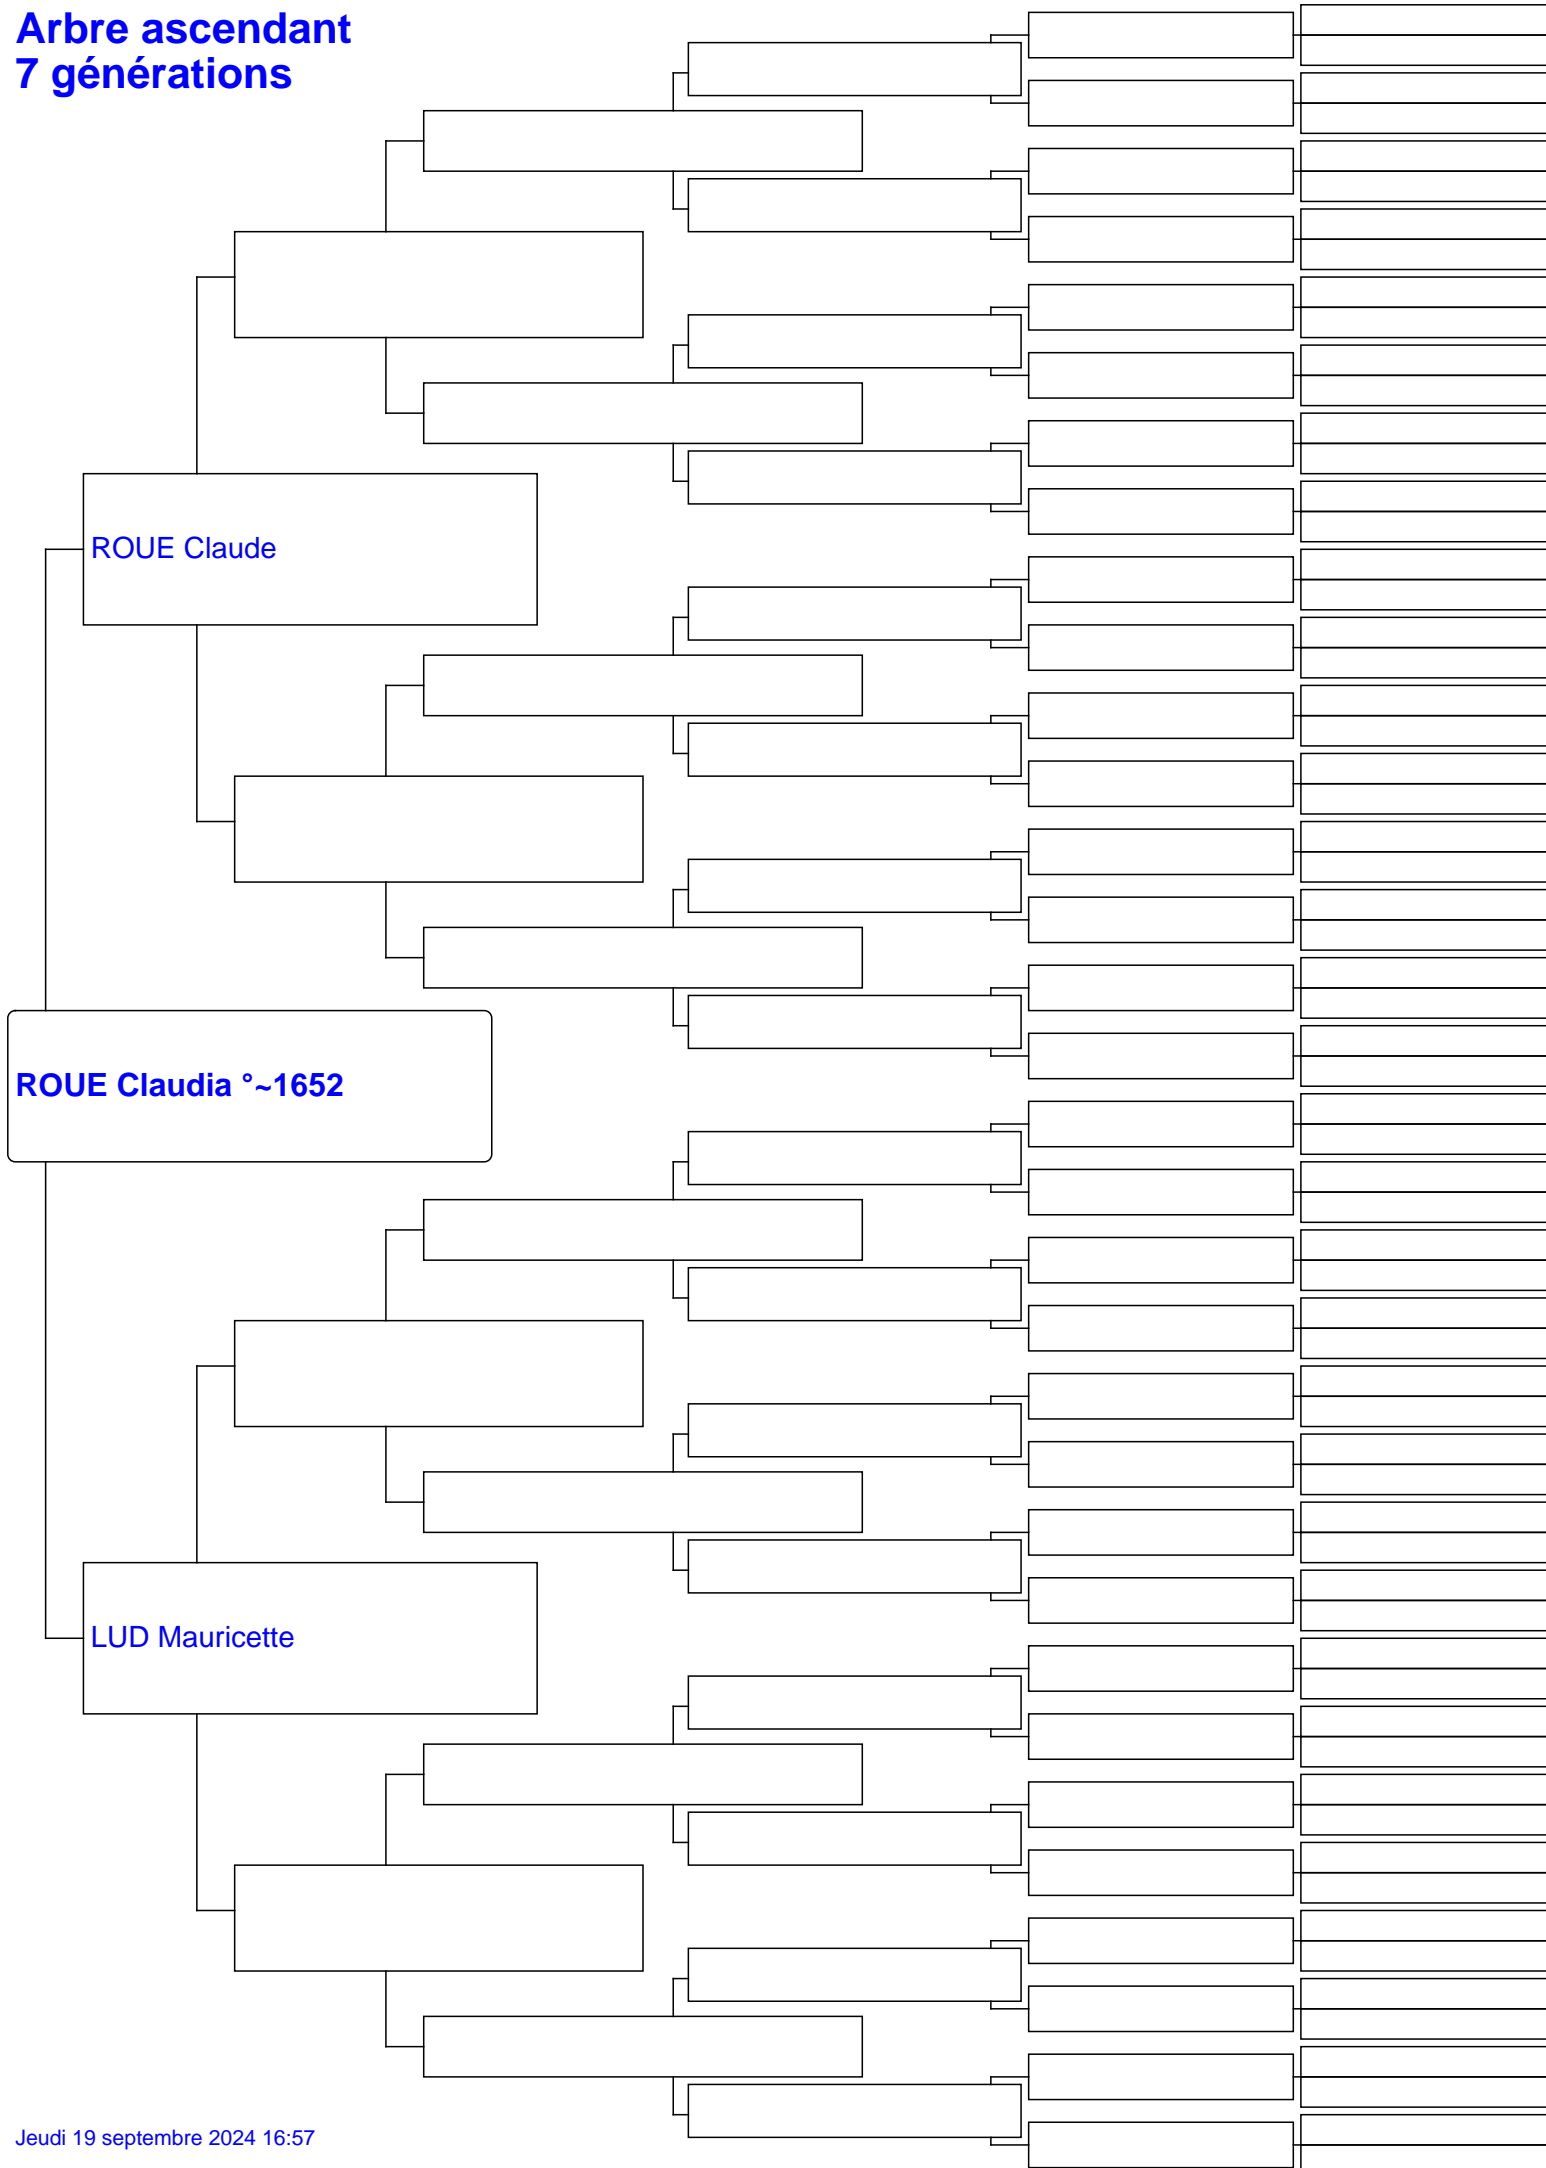 Arbre ascendant
7 générations
ROUE Claude
ROUE Claudia °~1652
LUD Mauricette
Jeudi 19 septembre 2024 16:57